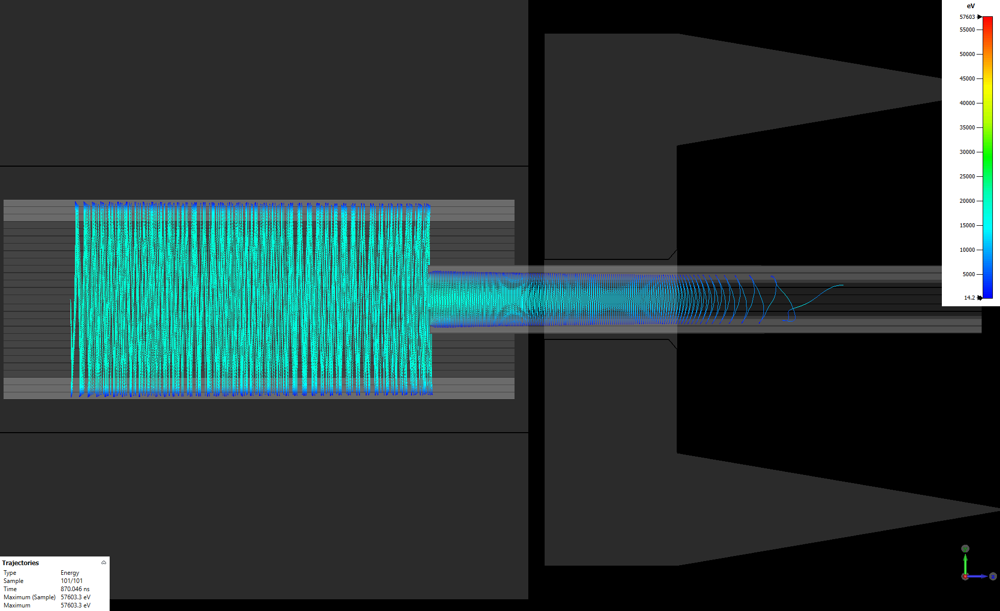 eV
57603
55000
50000
45000
40000
35000
30000
25000
20000
15000
10000
5000
14.2
Trajectories
Type Energy
Sample 101/101
Time 870.046 ns
Maximum (Sample) 57603.3 eV
Maximum 57603.3 eV